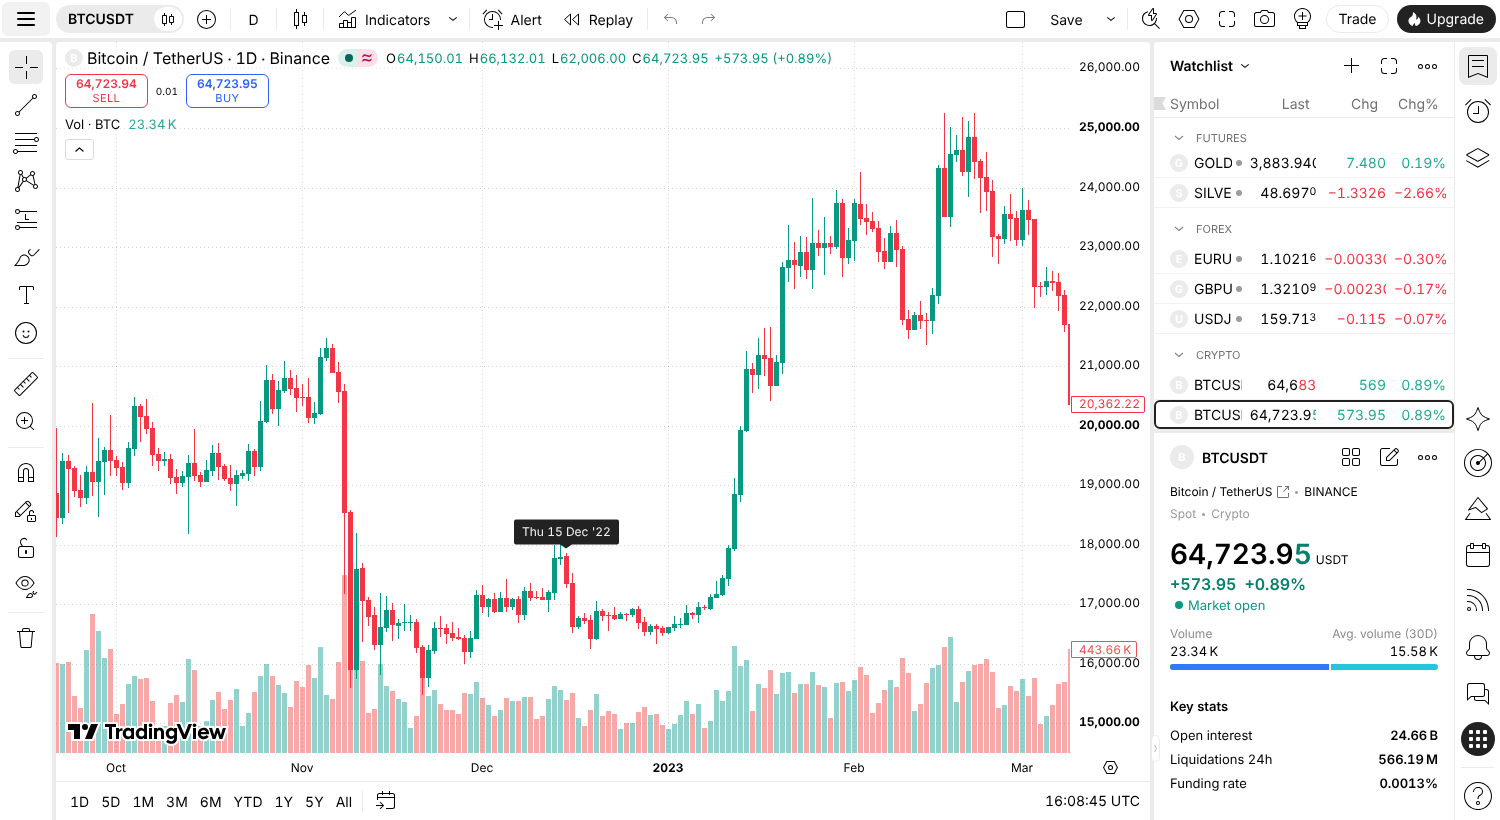 BTCUSDT D Indicators Alert Replay Save Trade Upgrade
Bitcoin / TetherUS · 1D · Binance O64,150.01 H66,132.01 L62,006.00 C64,723.95 +573.95 (+0.89%)
64,723.94
SELL
0.01
64,723.95
BUY
Vol · BTC 23.34 K
26,000.00
25,000.00
24,000.00
23,000.00
22,000.00
21,000.00
20,362.22
20,000.00
19,000.00
18,000.00
17,000.00
443.66 K
16,000.00
15,000.00
Thu 15 Dec '22
TradingView
Oct Nov Dec 2023 Feb Mar
1D 5D 1M 3M 6M YTD 1Y 5Y All
16:08:45 UTC
Watchlist
Symbol Last Chg Chg%
FUTURES
GOLD 3,883.940 7.480 0.19%
SILVE 48.6970 −1.3326 −2.66%
FOREX
EURU 1.10216 −0.00330 −0.30%
GBPU 1.32109 −0.00230 −0.17%
USDJ 159.713 −0.115 −0.07%
CRYPTO
BTCUS 64,683 569 0.89%
BTCUS 64,723.95 573.95 0.89%
B BTCUSDT
Bitcoin / TetherUS • BINANCE
Spot • Crypto
64,723.95 USDT
+573.95 +0.89%
Market open
Volume Avg. volume (30D)
23.34 K 15.58 K
Key stats
Open interest 24.66 B
Liquidations 24h 566.19 M
Funding rate 0.0013%